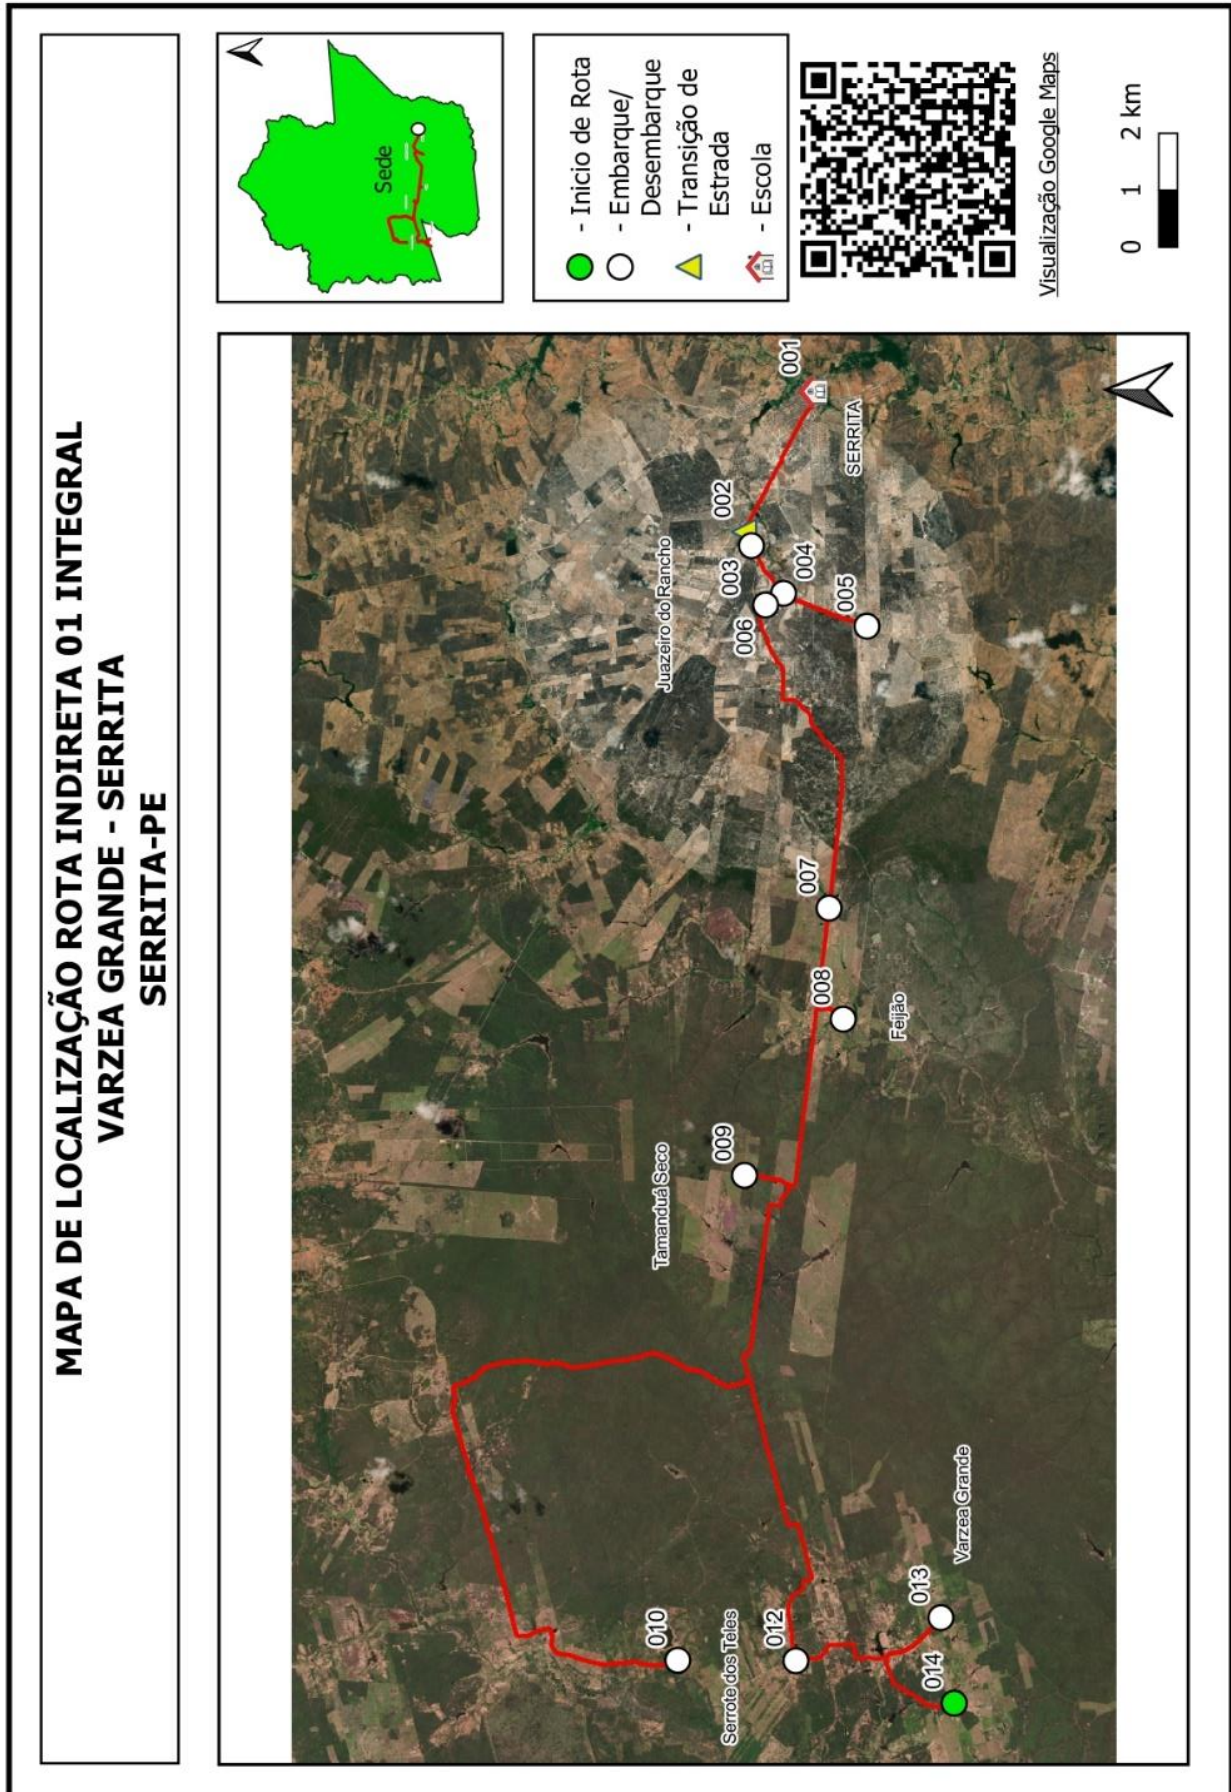 MAPA DE LOCALIZAÇÃO ROTA INDIRETA 01 INTEGRAL
VARZEA GRANDE - SERRITA
SERRITA-PE
Sede
- Inicio de Rota
- Embarque/
Desembarque
- Transição de
Estrada
- Escola
Visualização Google Maps
0 1 2 km
001
SERRITA
002
Juazeiro do Rancho
003
004
005
006
007
008
Feijão
009
Tamanduá Seco
010
Serrote dos Teles
012
013
Varzea Grande
014